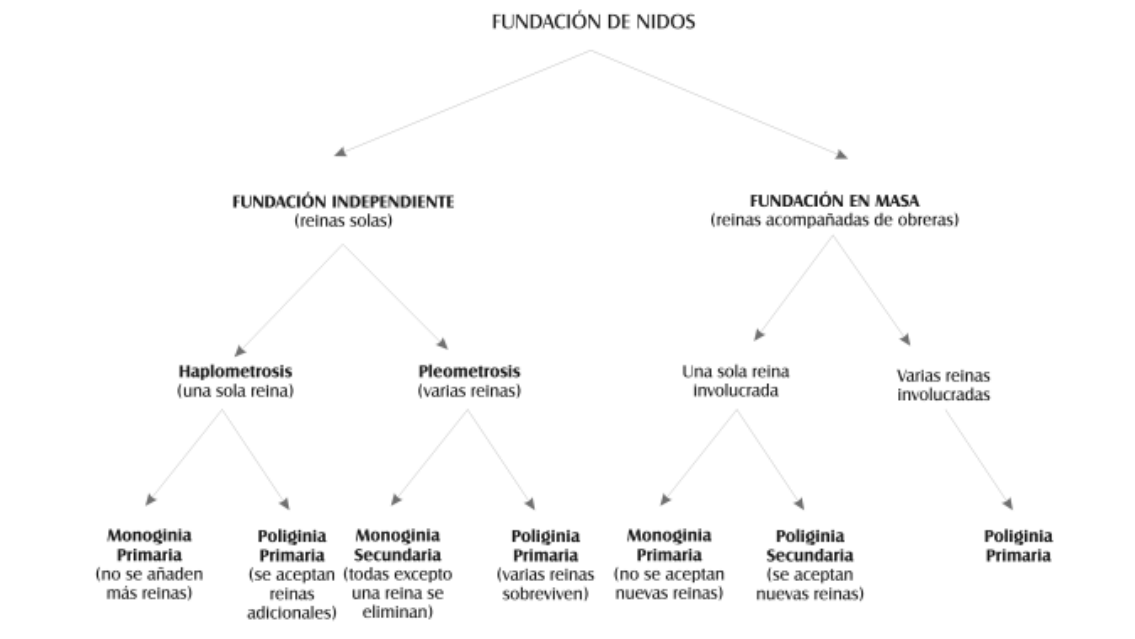 FUNDACIÓN DE NIDOS
FUNDACIÓN INDEPENDIENTE
(reinas solas)
FUNDACIÓN EN MASA
(reinas acompañadas de obreras)
Haplometrosis
(una sola reina)
Pleometrosis
(varias reinas)
Una sola reina
involucrada
Varias reinas
involucradas
Monoginia
Primaria
(no se añaden
más reinas)
Poliginia
Primaria
(se aceptan
reinas
adicionales)
Monoginia
Secundaria
(todas excepto
una reina se
eliminan)
Poliginia
Primaria
(varias reinas
sobreviven)
Monoginia
Primaria
(no se aceptan
nuevas reinas)
Poliginia
Secundaria
(se aceptan
nuevas reinas)
Poliginia
Primaria